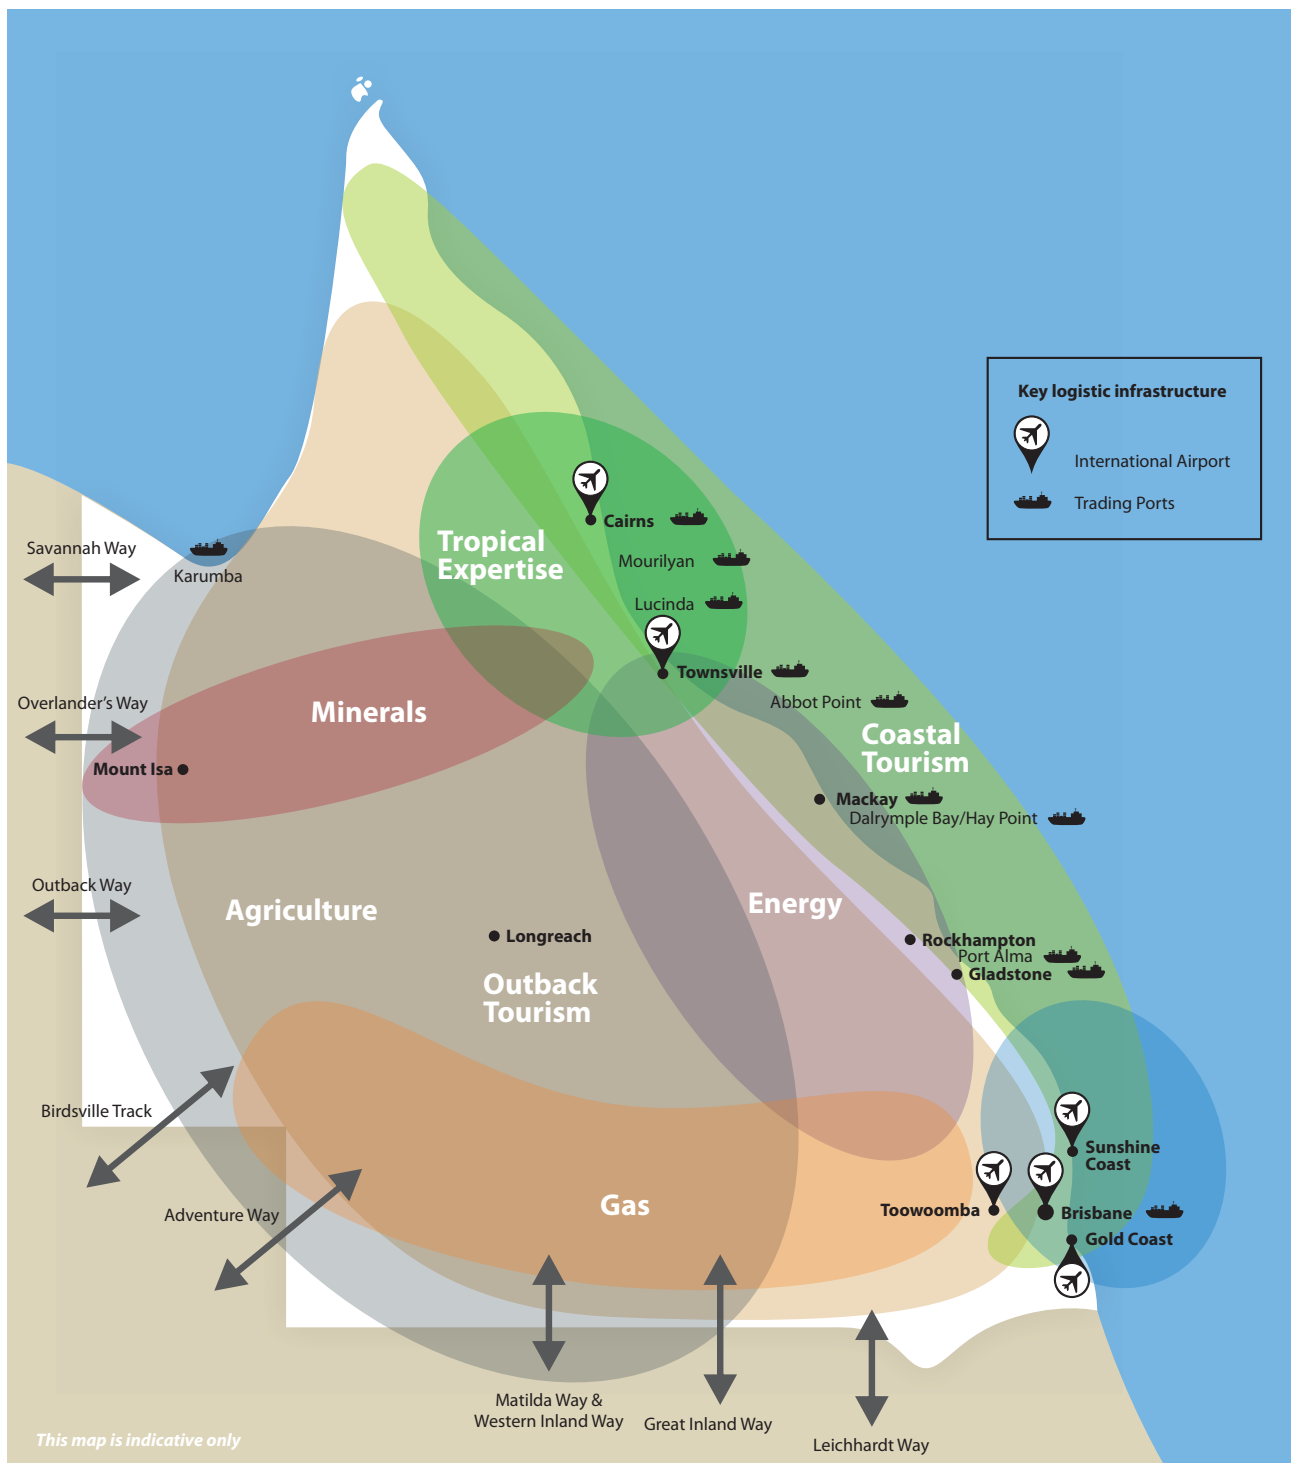 Key logistic infrastructure
International Airport
Trading Ports
Cairns
Tropical
Expertise
Savannah Way
Karumba
Mourilyan
Lucinda
Townsville
Abbot Point
Overlander's Way
Minerals
Coastal
Tourism
Mount Isa
Mackay
Dalrymple Bay/Hay Point
Outback Way
Agriculture
Energy
Longreach
Rockhampton
Port Alma
Gladstone
Outback
Tourism
Birdsville Track
Sunshine
Coast
Adventure Way
Gas
Toowoomba
Brisbane
Gold Coast
Matilda Way &
Western Inland Way
Great Inland Way
Leichhardt Way
This map is indicative only